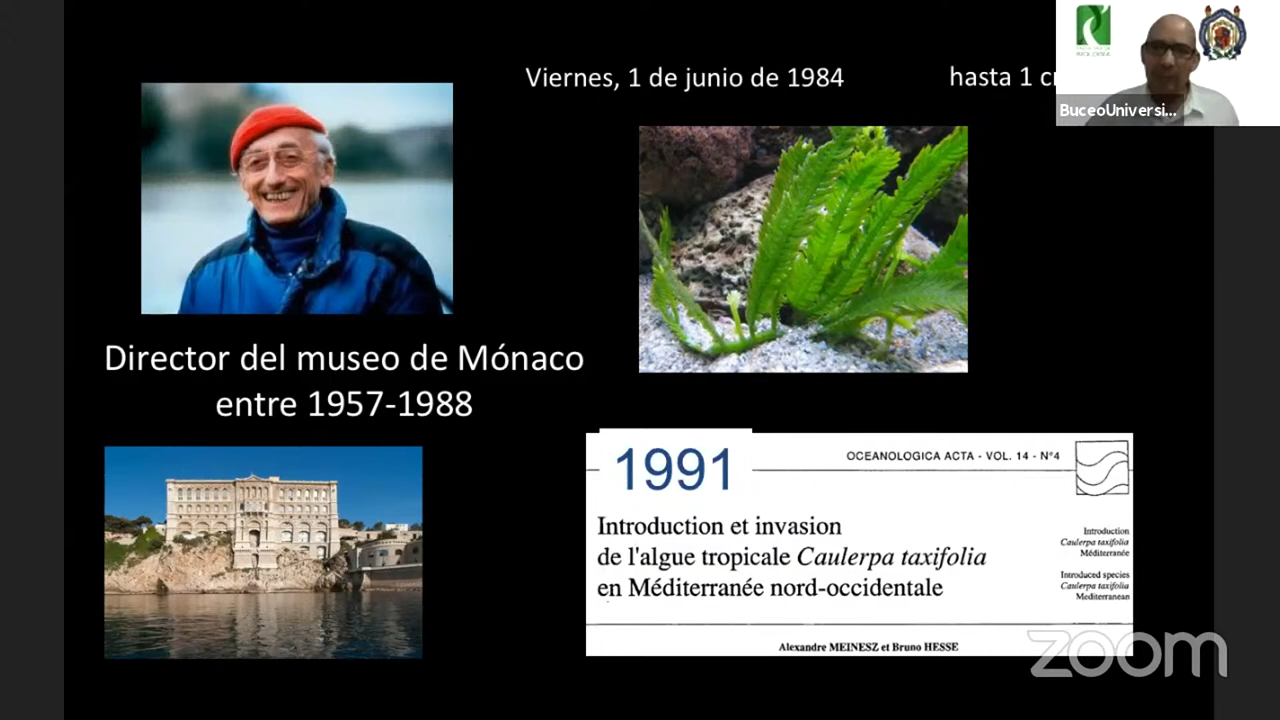 Viernes, 1 de junio de 1984
hasta 1
BuceoUniversi...
Director del museo de Mónaco
entre 1957-1988
1991
OCEANOLOGICA ACTA - VOL. 14 - N°4
Introduction et invasion
de l'algue tropicale Caulerpa taxifolia
en Méditerranée nord-occidentale
Introduction
Caulerpa taxifolia
Méditerranée
Introduced species
Caulerpa taxifolia
Mediterranean
Alexandre MEINESZ et Bruno HESSE
zoom